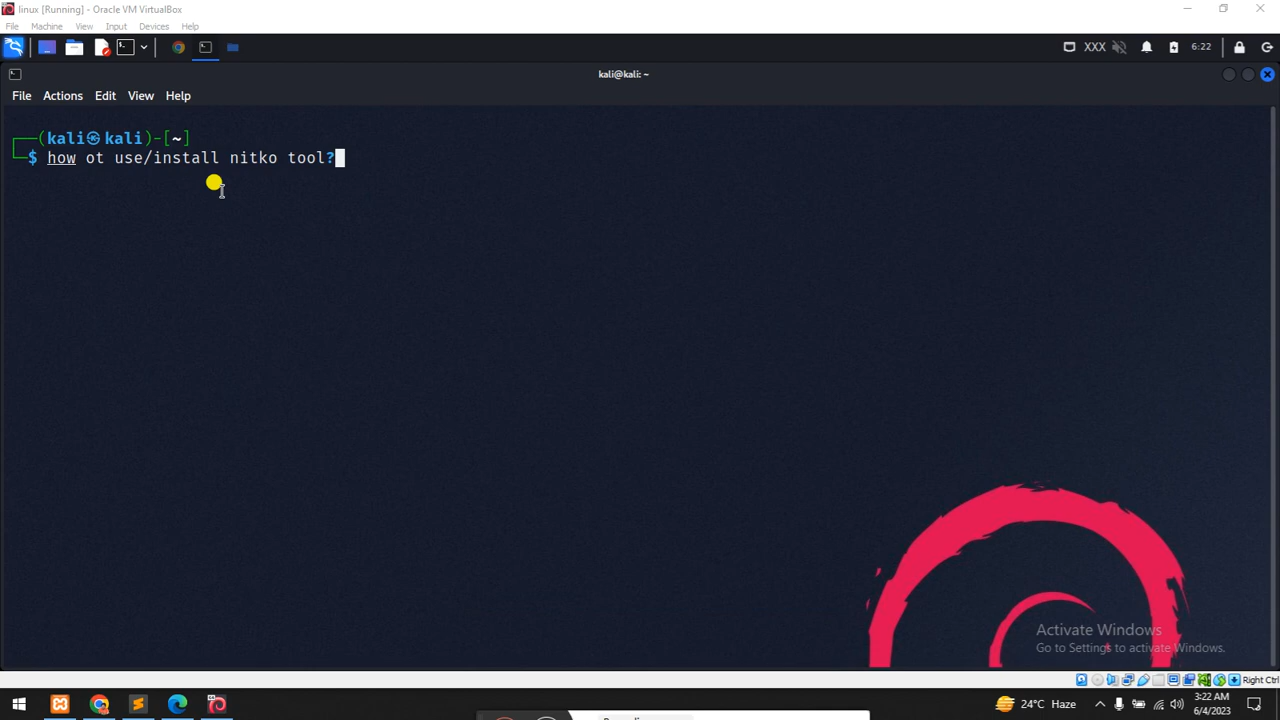 linux [Running] - Oracle VM VirtualBox
File Machine View Input Devices Help
XXX 6:22
kali@kali: ~
File Actions Edit View Help
(kali㉿kali)-[~]
$ how ot use/install nitko tool?
Activate Windows
Go to Settings to activate Windows.
Right Ctrl
24°C Haze
3:22 AM
6/4/2023